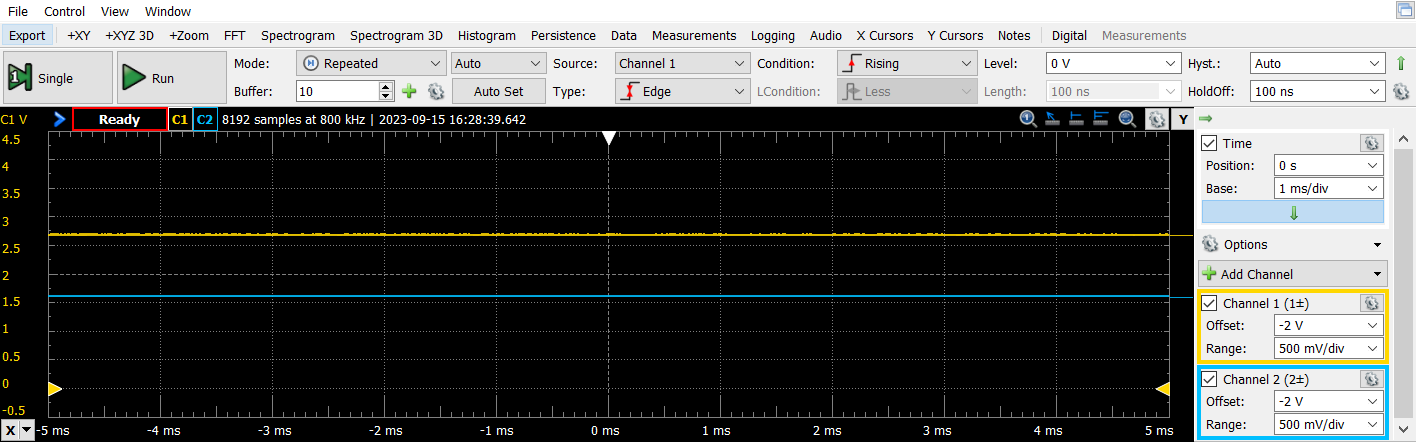 File Control View Window
Export +XY +XYZ 3D +Zoom FFT Spectrogram Spectrogram 3D Histogram Persistence Data Measurements Logging Audio X Cursors Y Cursors Notes Digital Measurements
1 Single Run Mode: Repeated Auto Source: Channel 1 Condition: Rising Level: 0 V Hyst.: Auto
Buffer: 10 Auto Set Type: Edge LCondition: Less Length: 100 ns HoldOff: 100 ns
C1 V Ready C1 C2 8192 samples at 800 kHz | 2023-09-15 16:28:39.642 Y
4.5
4
3.5
3
2.5
2
1.5
1
0.5
0
-0.5
X -5 ms -4 ms -3 ms -2 ms -1 ms 0 ms 1 ms 2 ms 3 ms 4 ms 5 ms
Time
Position: 0 s
Base: 1 ms/div
Options
Add Channel
Channel 1 (1±)
Offset: -2 V
Range: 500 mV/div
Channel 2 (2±)
Offset: -2 V
Range: 500 mV/div